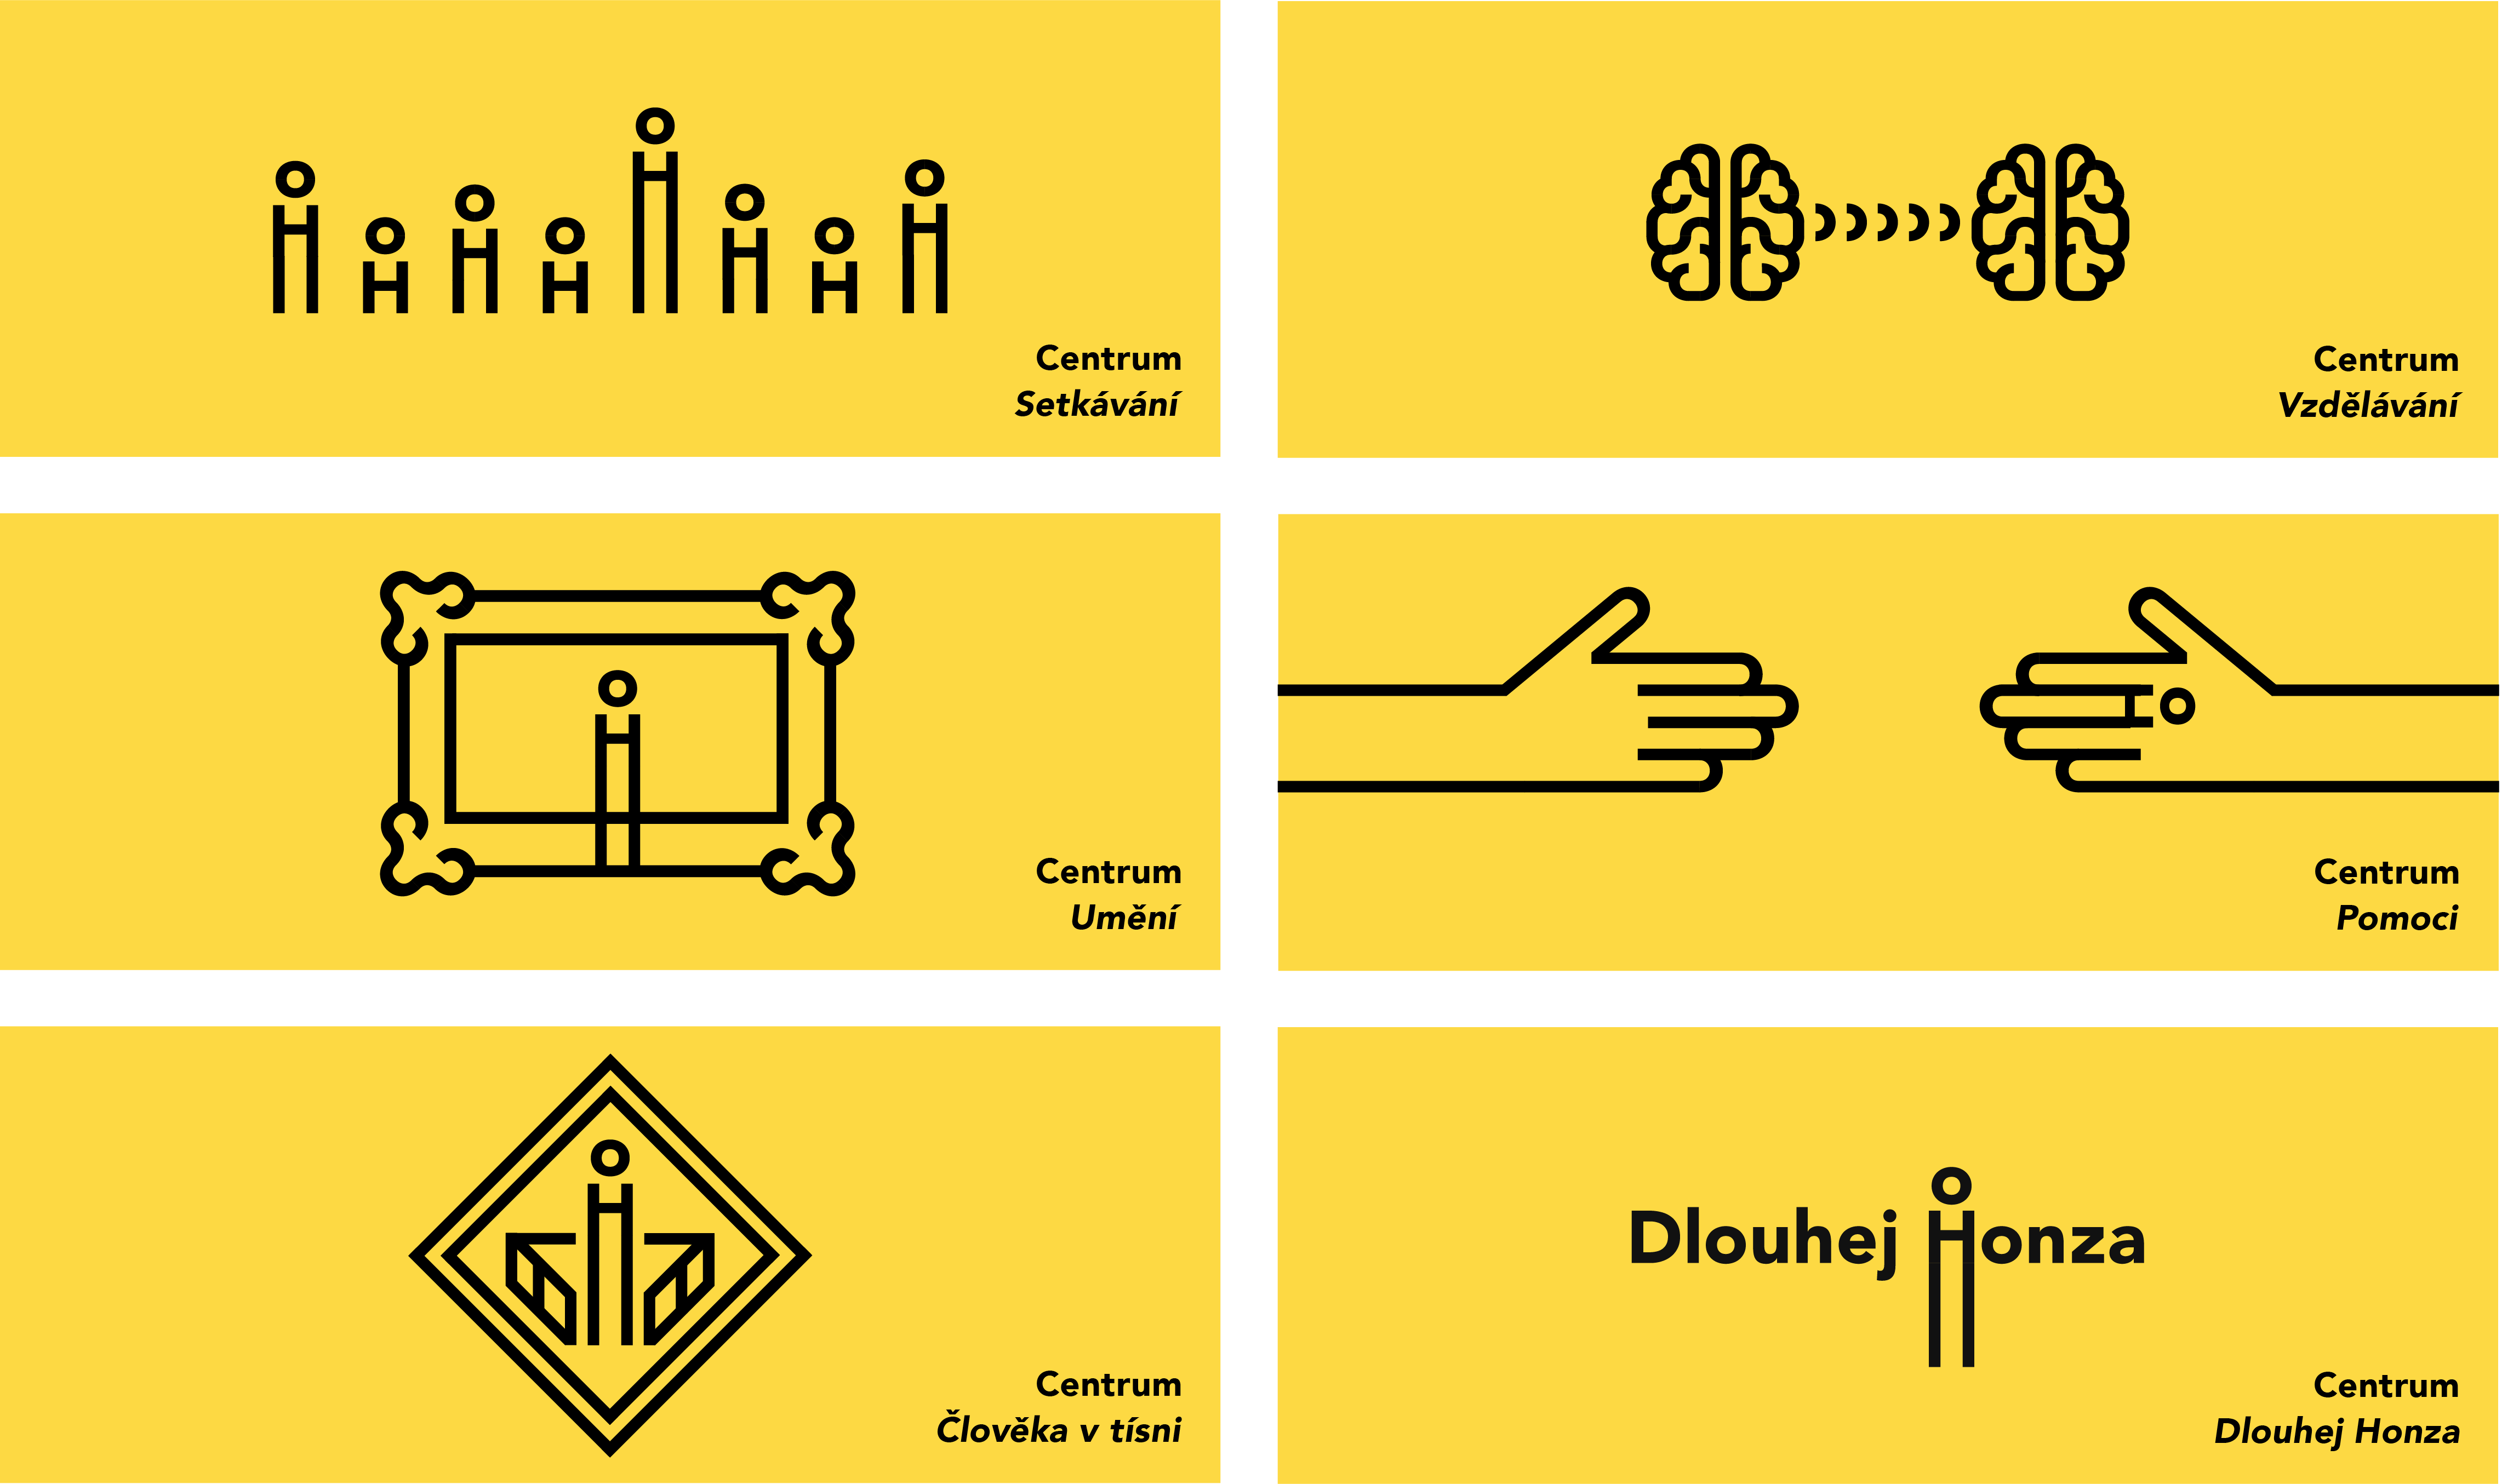 Centrum
Setkávání
Centrum
Vzdělávání
Centrum
Umění
Centrum
Pomoci
Centrum
Člověka v tísni
Dlouhej Honza
Centrum
Dlouhej Honza